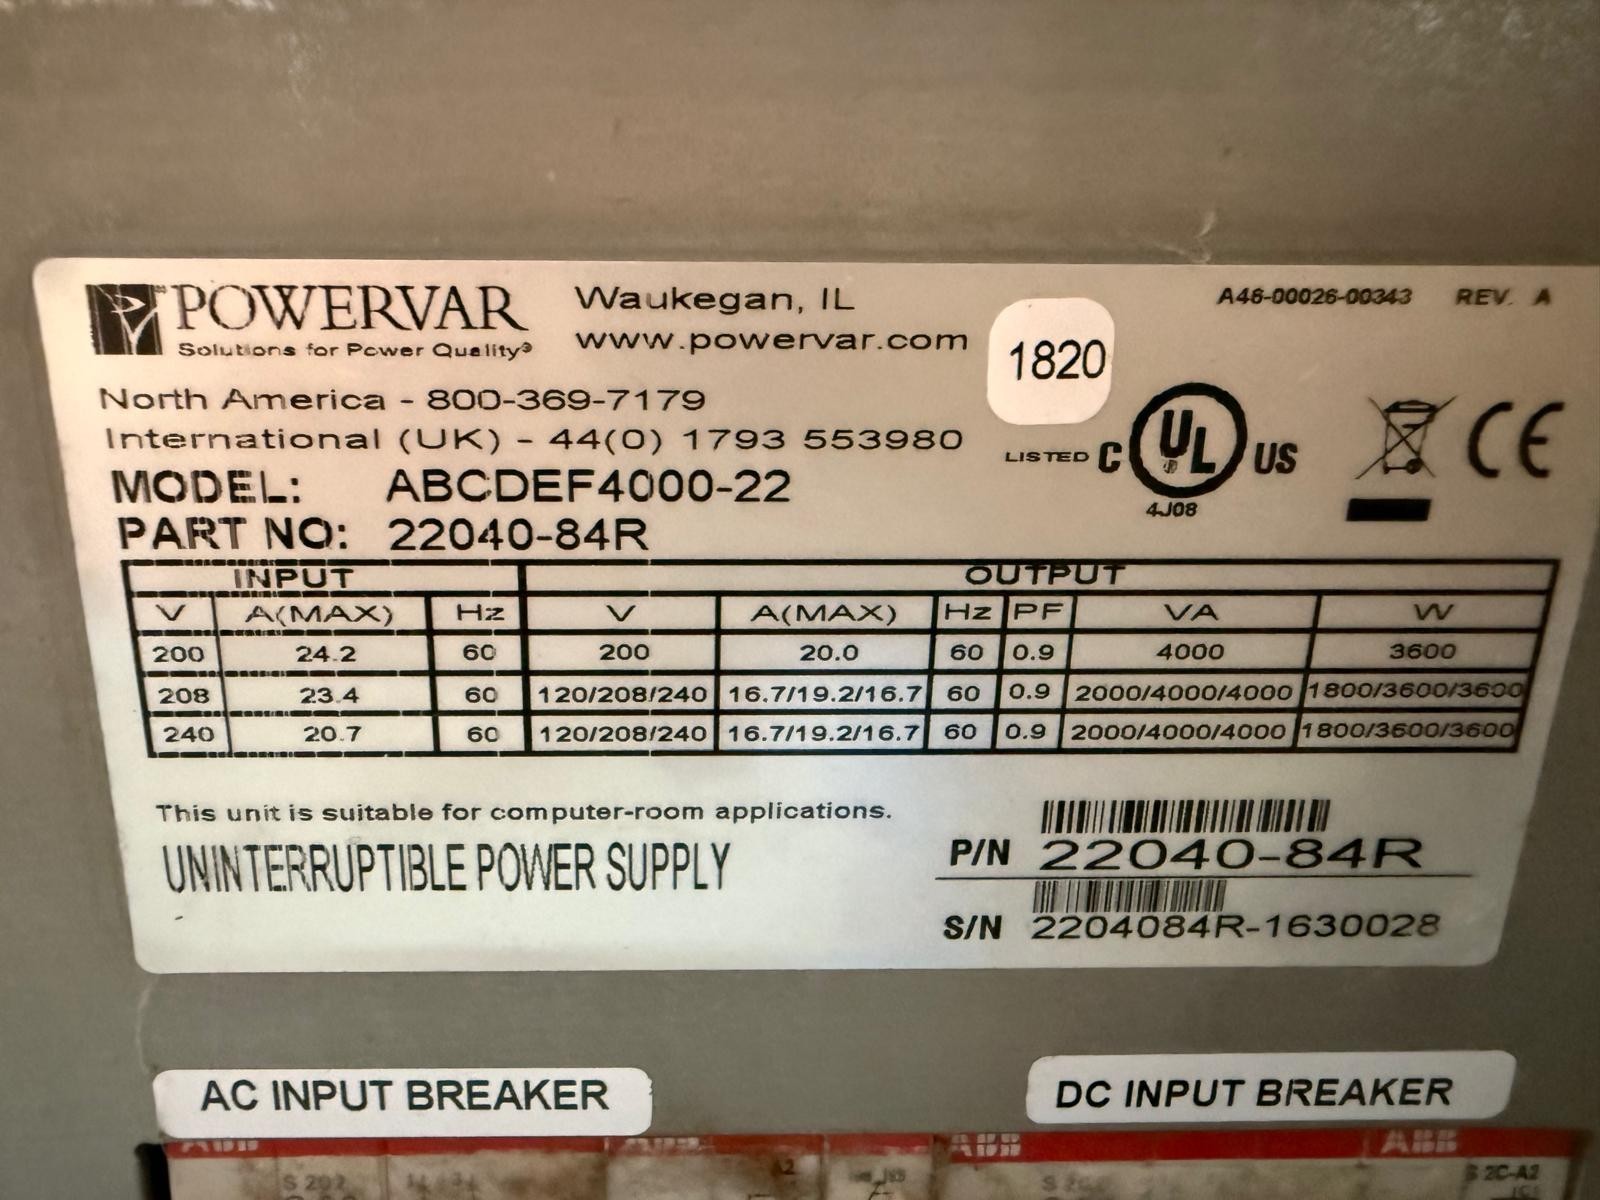 POWERVAR
Solutions for Power Quality®
Waukegan, IL
www.powervar.com
A46-00026-00343 REV. A
1820
North America - 800-369-7179
International (UK) - 44(0) 1793 553980
LISTED C UL US
4J08
CE
MODEL: ABCDEF4000-22
PART NO: 22040-84R
INPUT OUTPUT
V A(MAX) Hz V A(MAX) Hz PF VA W
200 24.2 60 200 20.0 60 0.9 4000 3600
208 23.4 60 120/208/240 16.7/19.2/16.7 60 0.9 2000/4000/4000 1800/3600/3600
240 20.7 60 120/208/240 16.7/19.2/16.7 60 0.9 2000/4000/4000 1800/3600/3600
This unit is suitable for computer-room applications.
UNINTERRUPTIBLE POWER SUPPLY
P/N 22040-84R
S/N 2204084R-1630028
AC INPUT BREAKER
DC INPUT BREAKER
ABB ABB ABB ABB
S 202